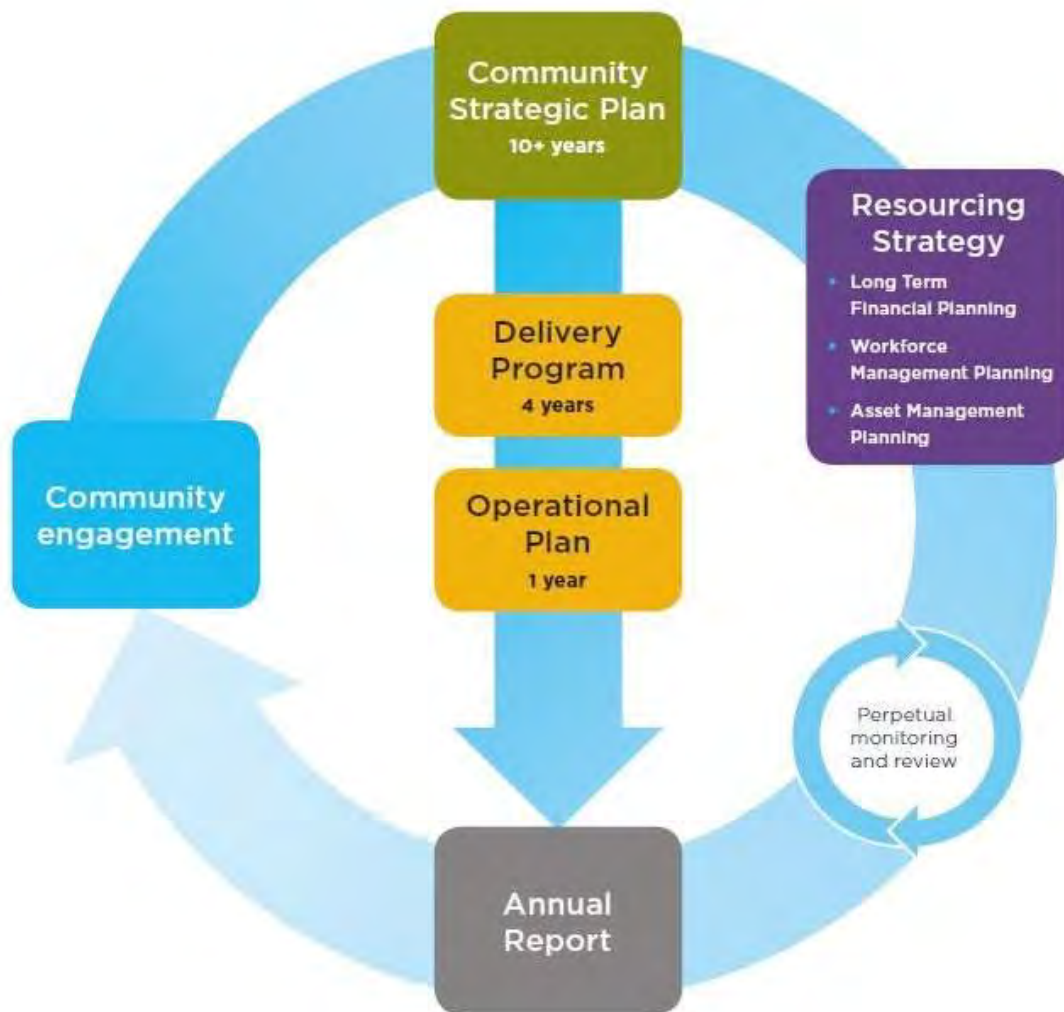 Community
Strategic Plan
10+ years
Resourcing
Strategy
• Long Term
Financial Planning
• Workforce
Management Planning
• Asset Management
Planning
Delivery
Program
4 years
Community
engagement
Operational
Plan
1 year
Perpetual
monitoring
and review
Annual
Report